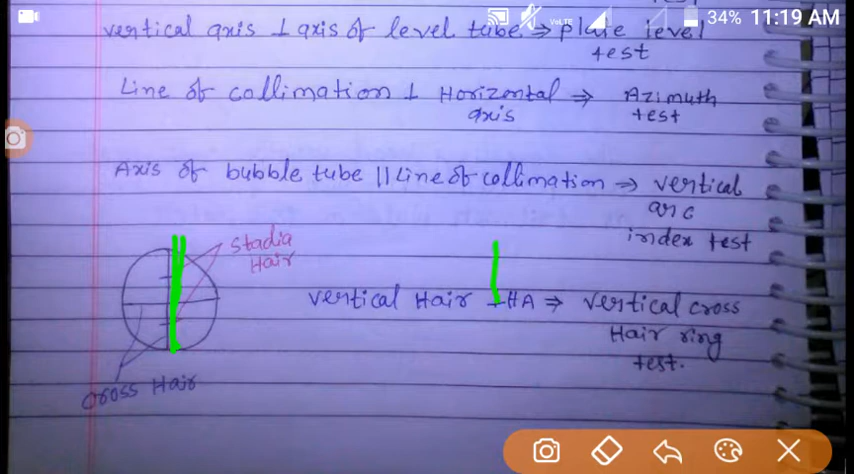 VoLTE 34% 11:19 AM
test
vertical axis ⊥ axis of level tube ⇒ plate level
test
Line of collimation ⊥ Horizontal ⇒ Azimuth
axis test
Axis of bubble tube || Line of collimation ⇒ vertical
arc
index test
Stadia
Hair
vertical Hair ⊥ HA ⇒ vertical cross
Hair ring
test.
cross Hair